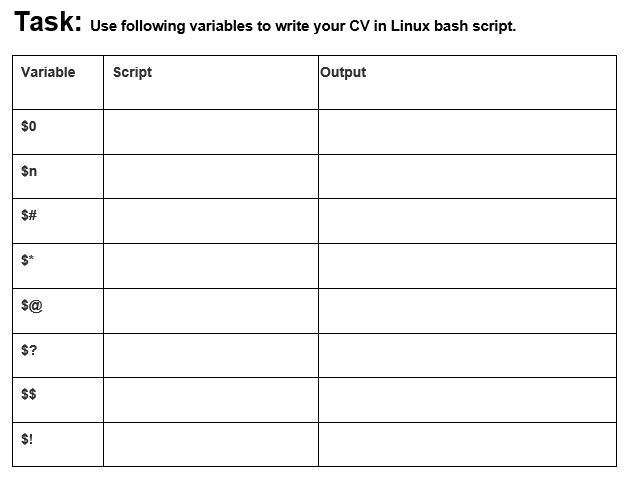 Task: Use following variables to write your CV in Linux bash script.
Variable Script Output
$0
$n
$#
$*
$@
$?
$$
$!